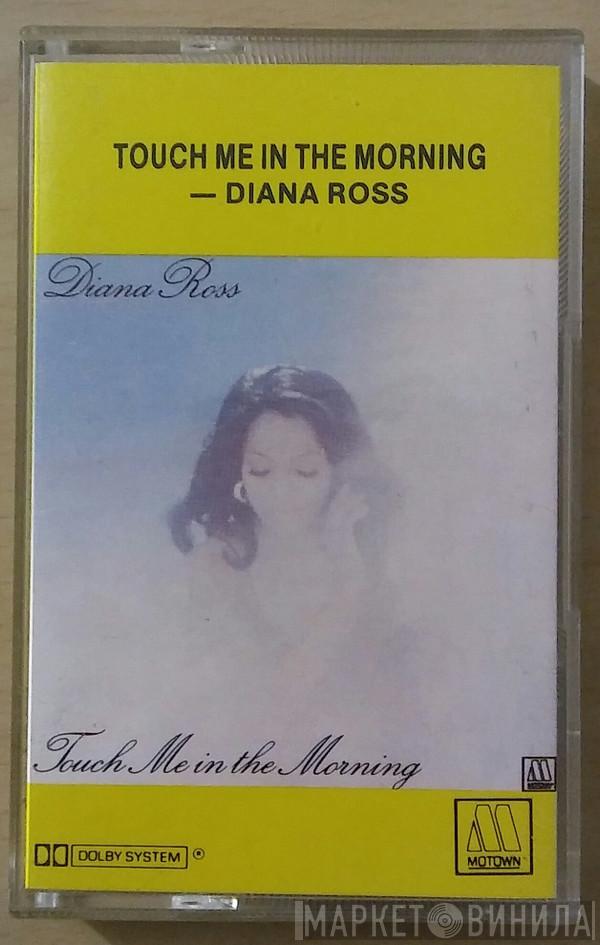 TOUCH ME IN THE MORNING
— DIANA ROSS
Diana Ross
Touch Me in the Morning
MOTOWN
DOLBY SYSTEM ®
MOTOWN
МАРКЕТ ВИНИЛА